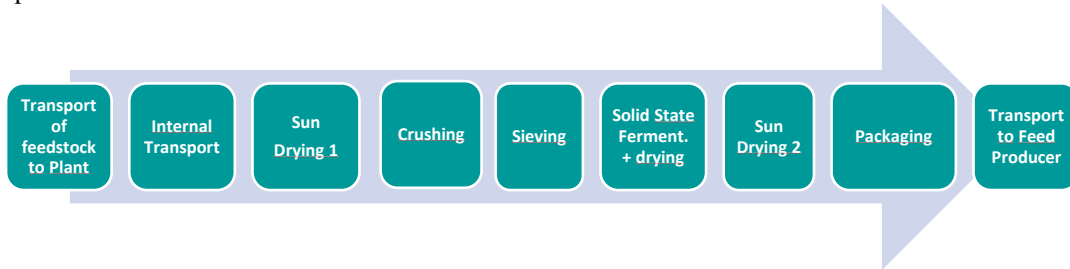 Transport
of
feedstock
to Plant
Internal
Transport
Sun
Drying 1
Crushing
Sieving
Solid State
Ferment.
+ drying
Sun
Drying 2
Packaging
Transport
to Feed
Producer